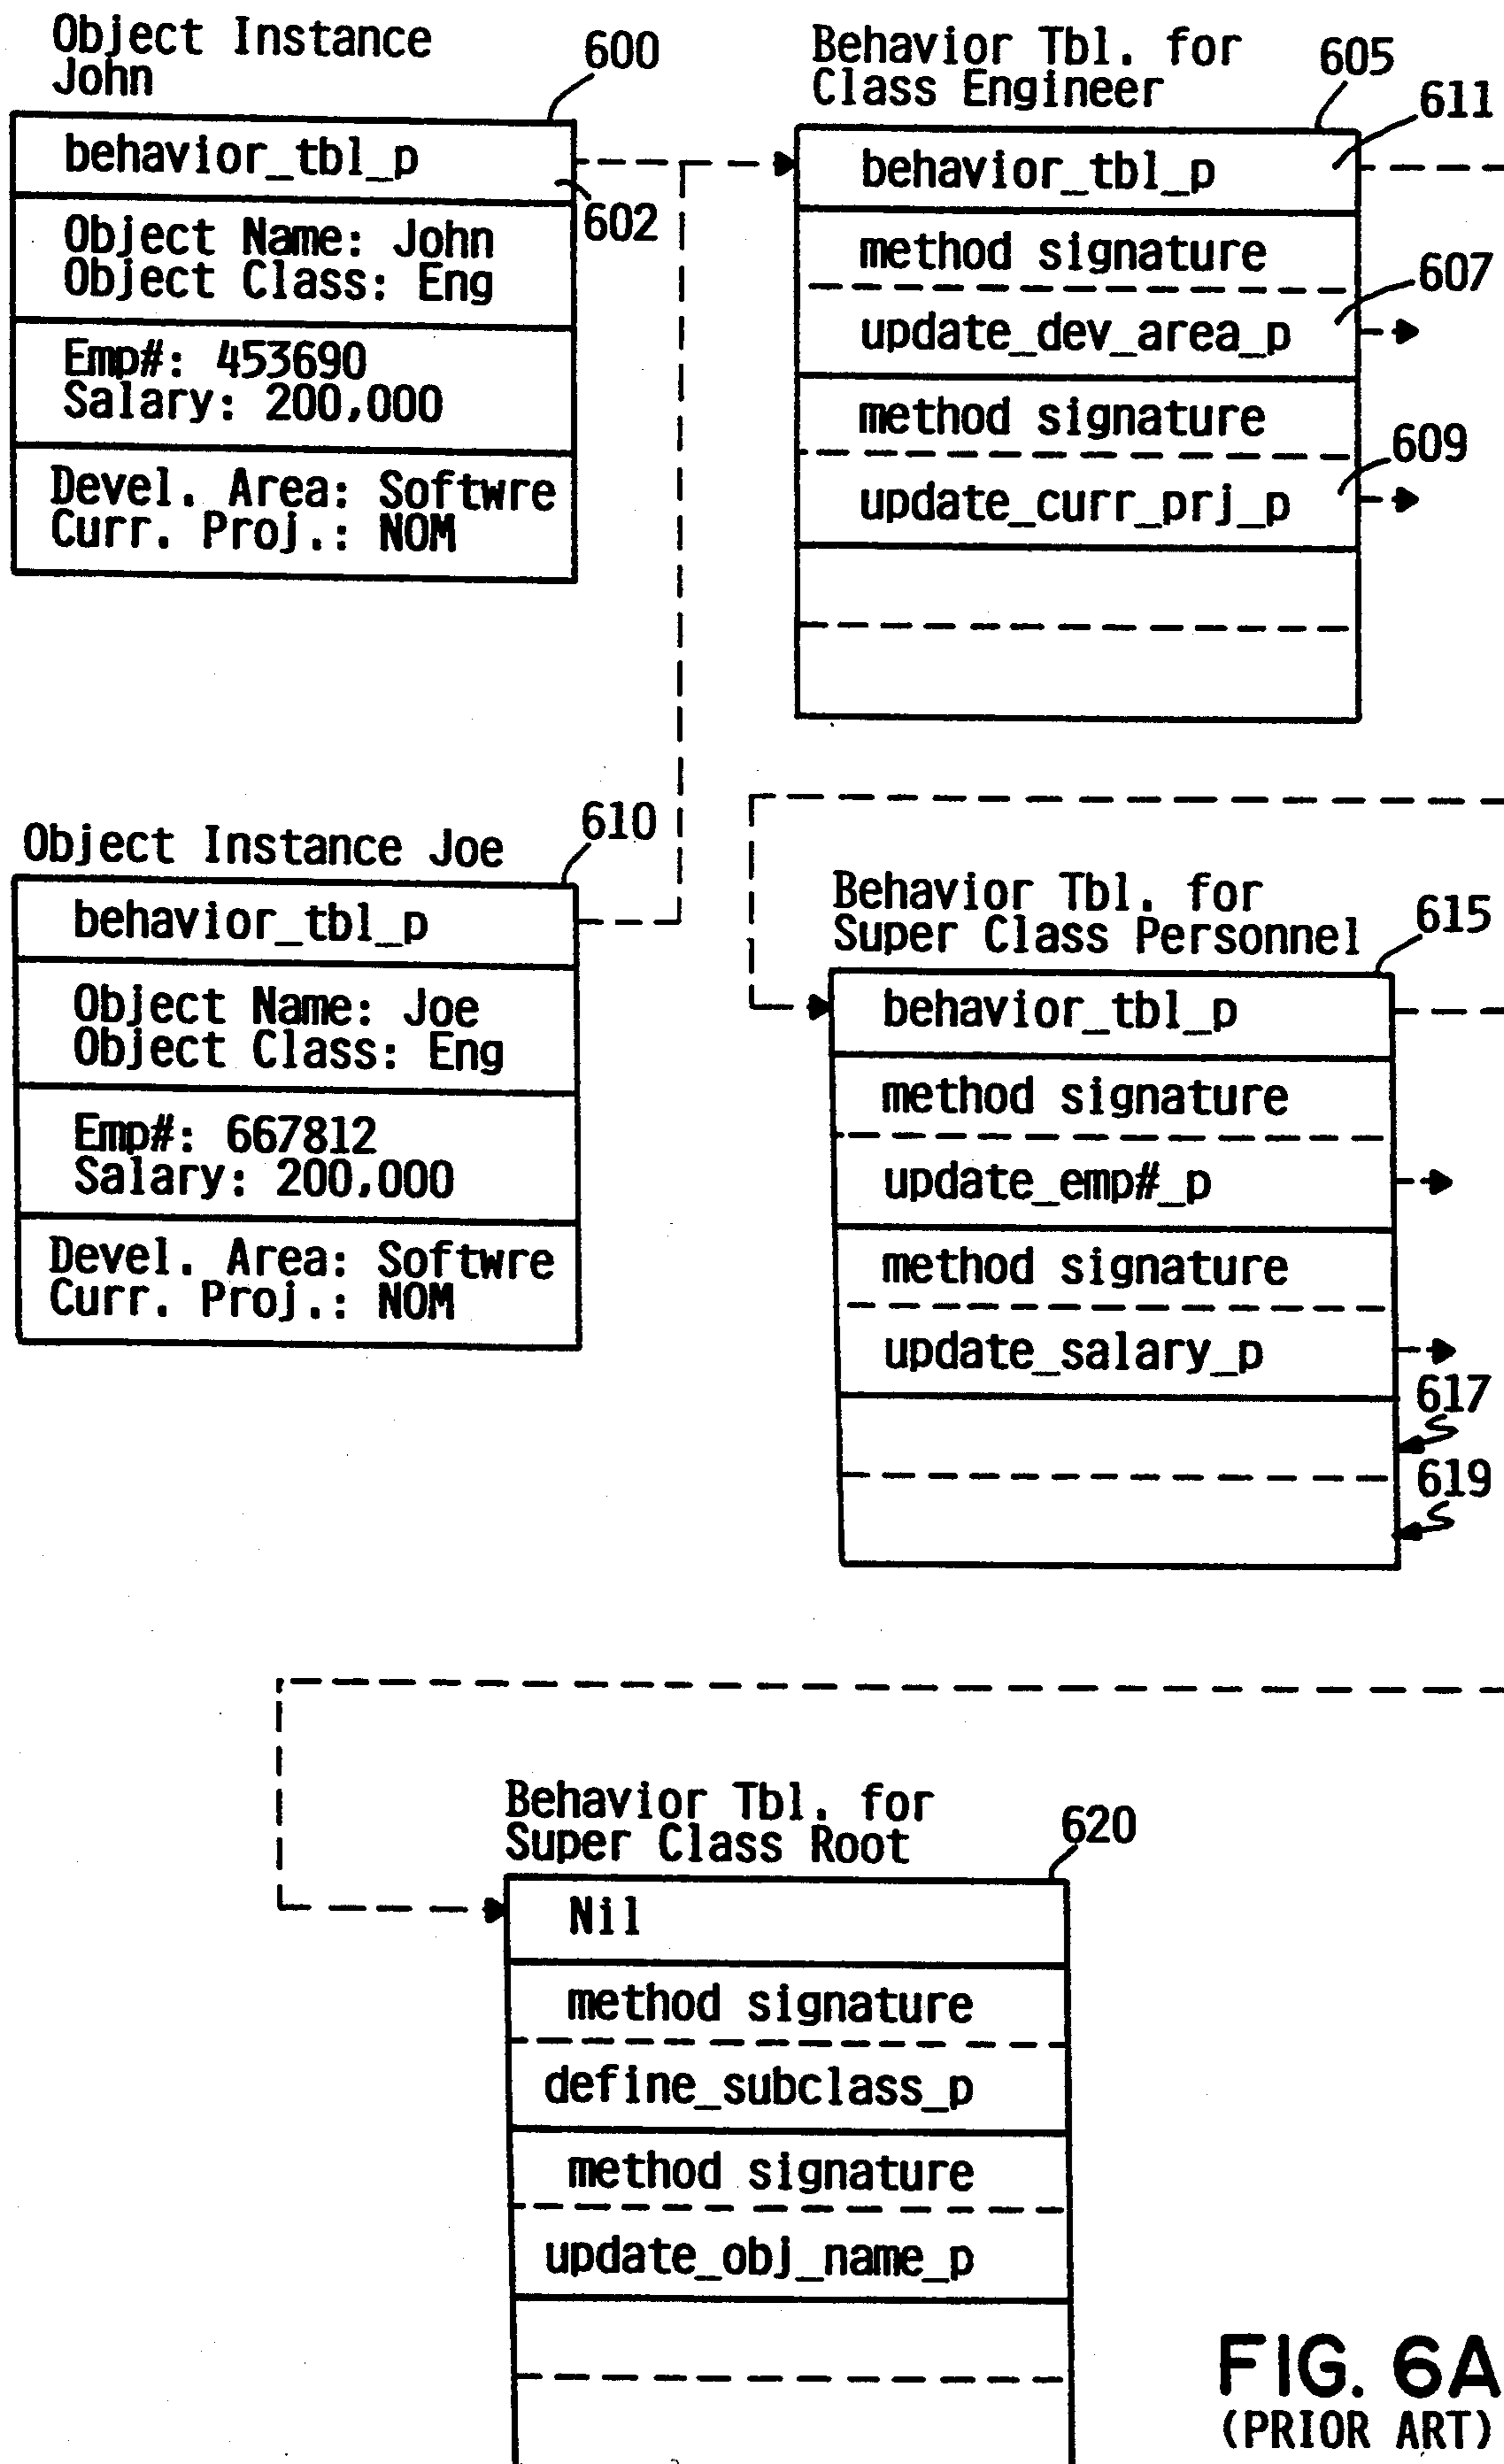 Object Instance
John
600
behavior_tbl_p
602
Object Name: John
Object Class: Eng
Emp#: 453690
Salary: 200,000
Devel. Area: Softwre
Curr. Proj.: NOM
Behavior Tbl. for
Class Engineer
605
611
behavior_tbl_p
method signature
607
update_dev_area_p
method signature
609
update_curr_prj_p
Object Instance Joe
610
behavior_tbl_p
Object Name: Joe
Object Class: Eng
Emp#: 667812
Salary: 200,000
Devel. Area: Softwre
Curr. Proj.: NOM
Behavior Tbl. for
Super Class Personnel
615
behavior_tbl_p
method signature
update_emp#_p
method signature
update_salary_p
617
619
Behavior Tbl. for
Super Class Root
620
Nil
method signature
define_subclass_p
method signature
update_obj_name_p
FIG. 6A
(PRIOR ART)